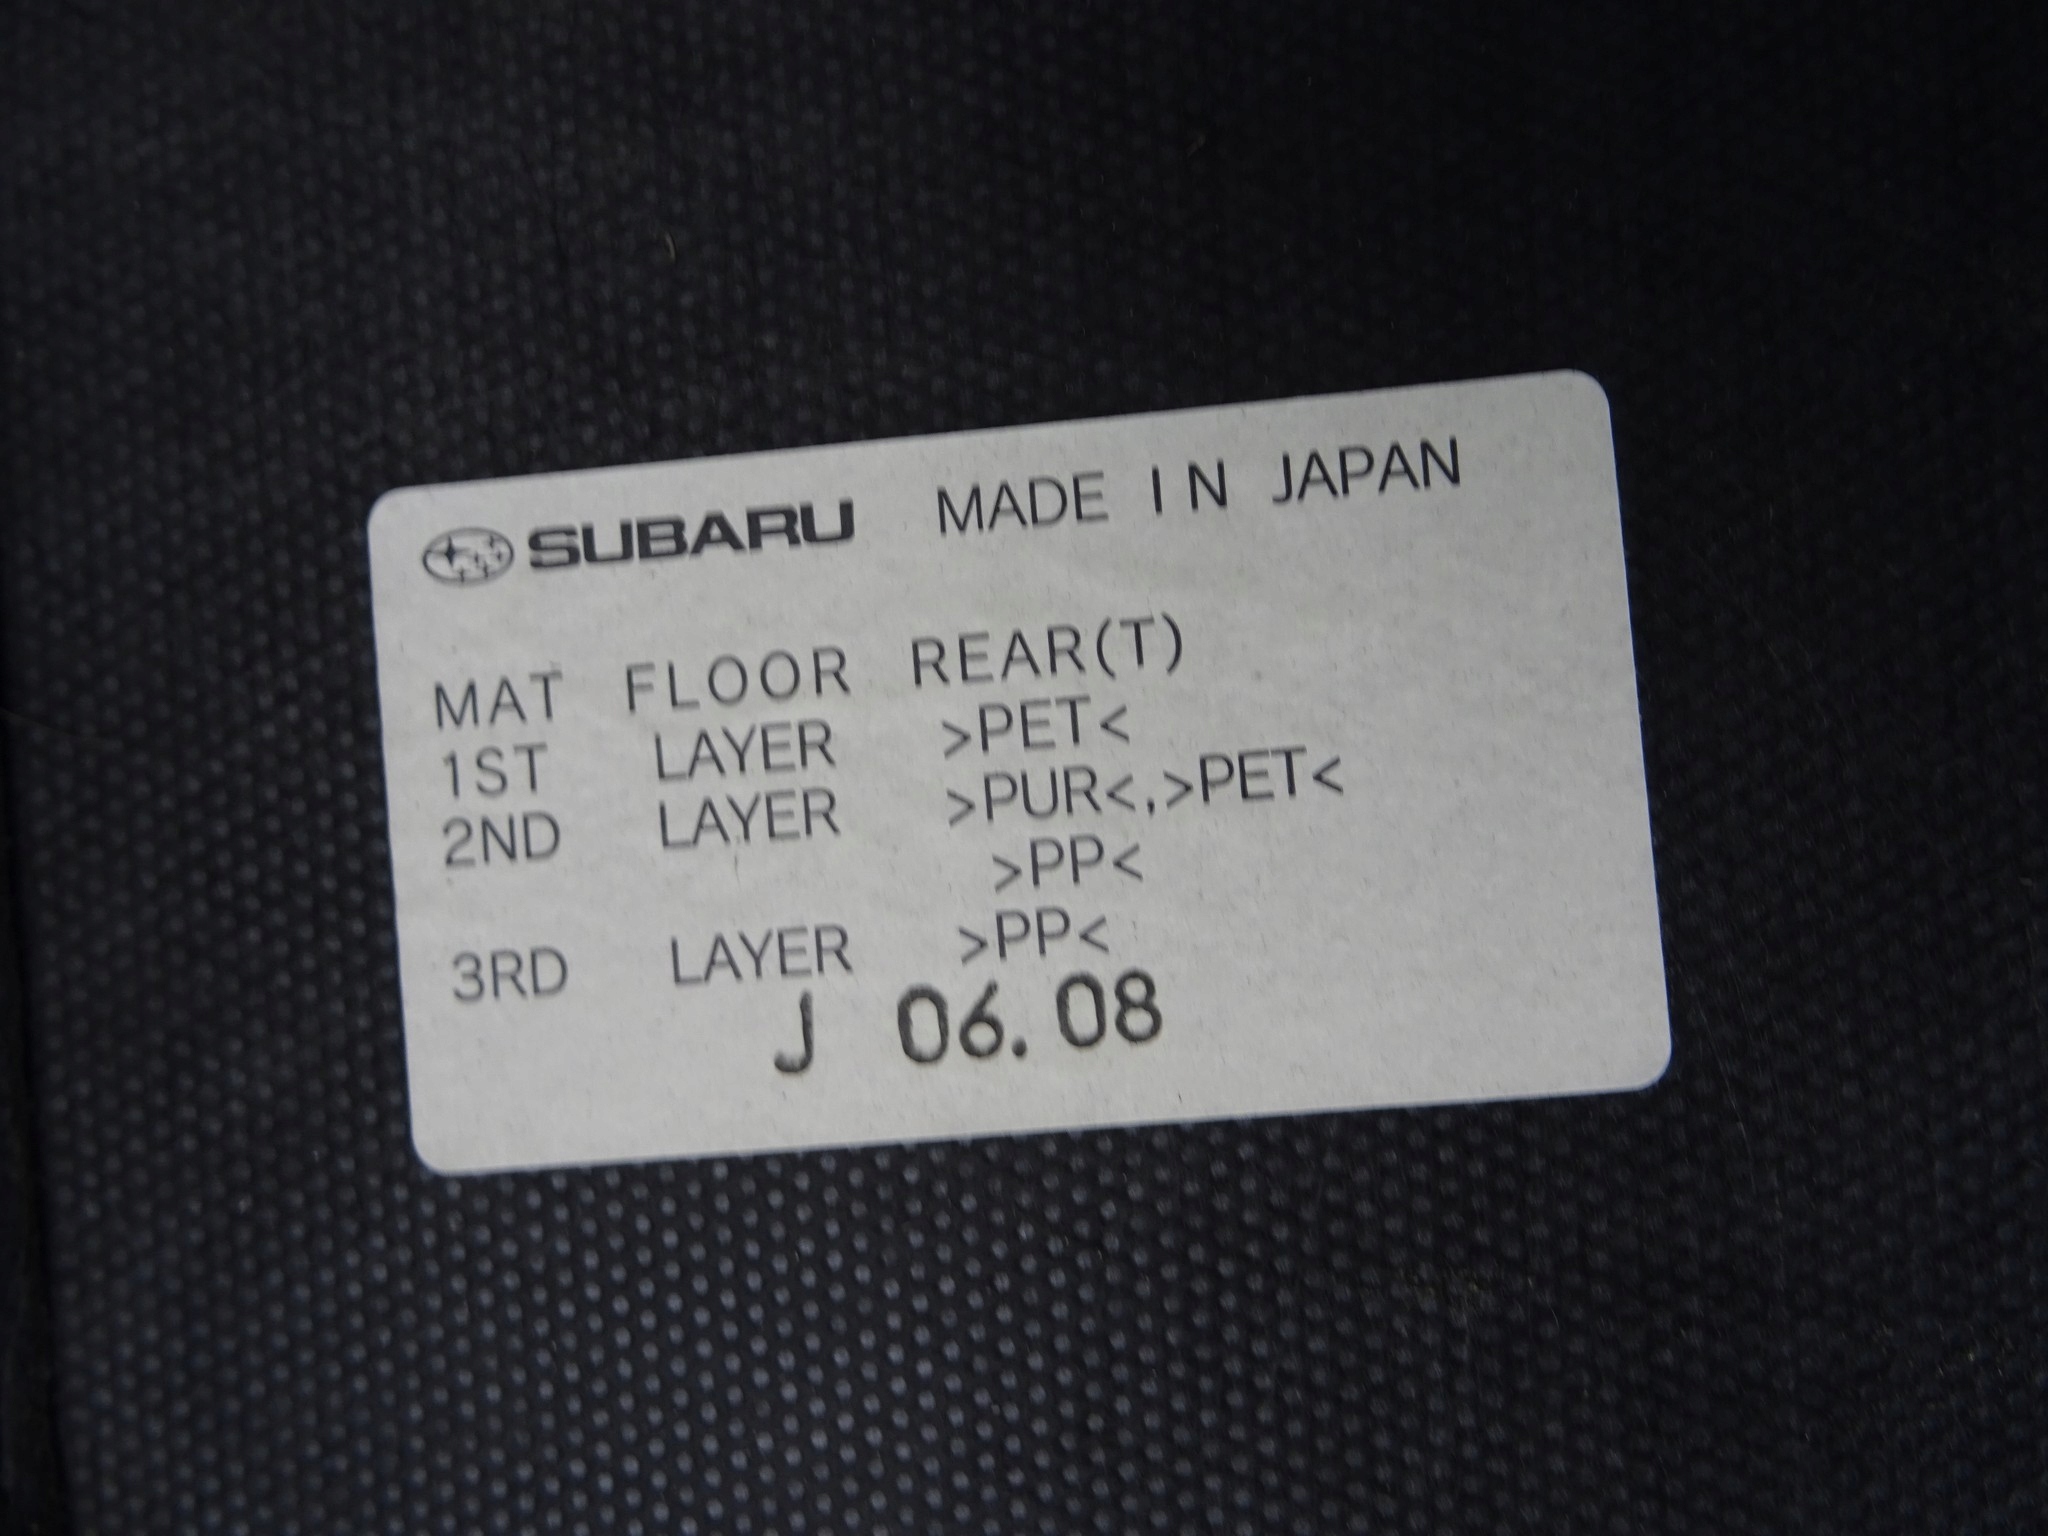 SUBARU MADE IN JAPAN
MAT FLOOR REAR(T)
1ST LAYER >PET<
2ND LAYER >PUR<,>PET<
>PP<
3RD LAYER >PP<
J 06.08